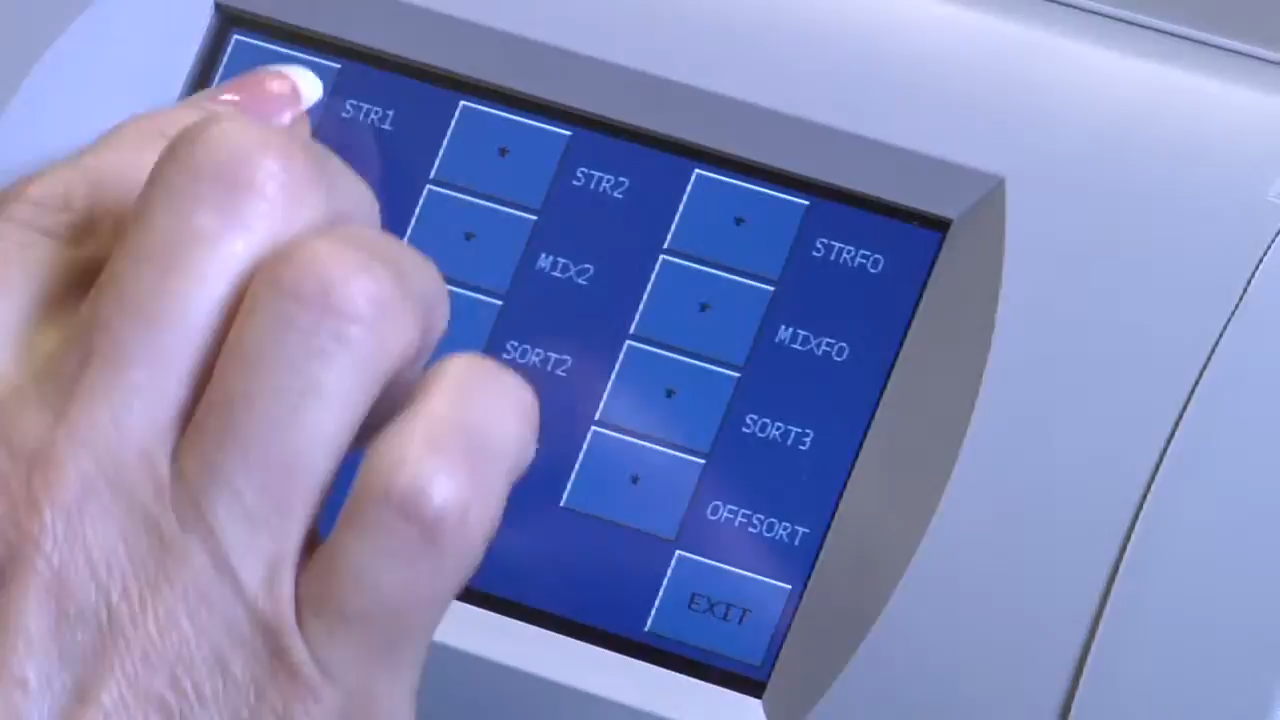 STR1
STR2
STRFO
MIX2
MIXFO
SORT2
SORT3
OFFSORT
EXIT